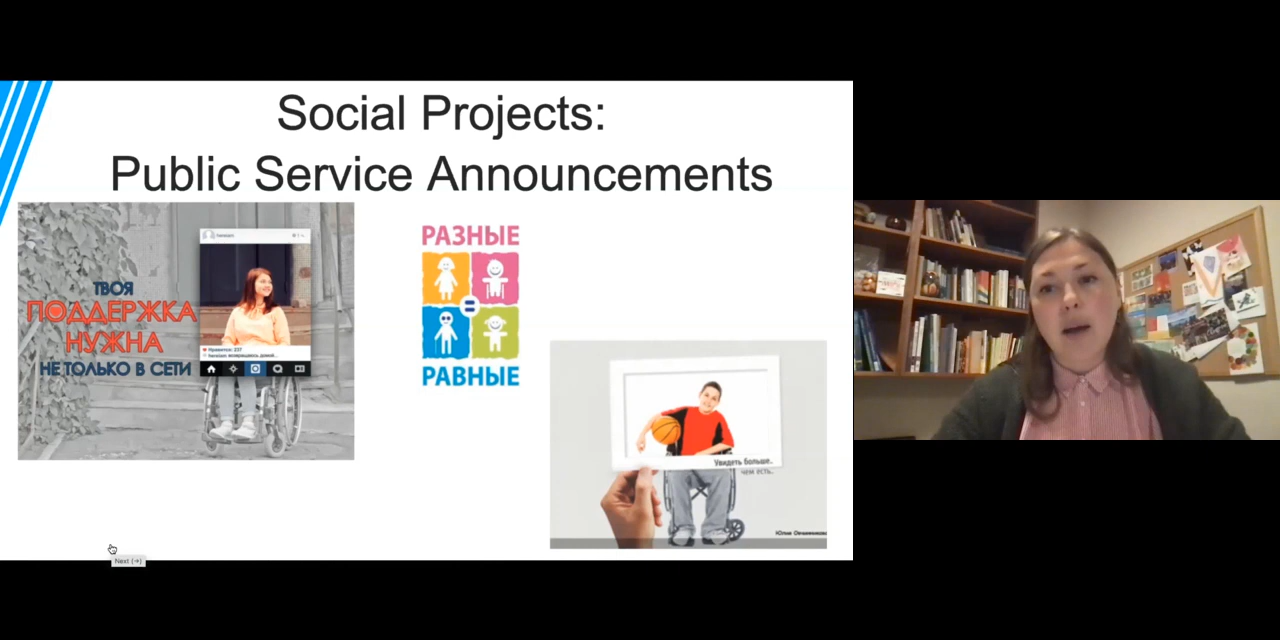 Social Projects:
Public Service Announcements
ТВОЯ
ПОДДЕРЖКА
НУЖНА
НЕ ТОЛЬКО В СЕТИ
РАЗНЫЕ
=
РАВНЫЕ
Увидеть больше..
чем есть..
Next (→)